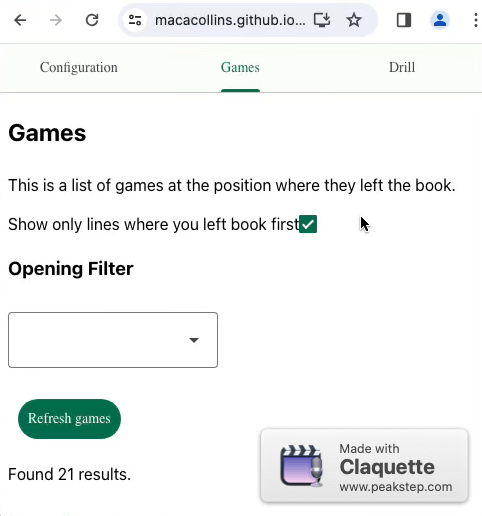 macacollins.github.io...
Configuration
Games
Drill
Games
This is a list of games at the position where they left the book.
Show only lines where you left book first
Opening Filter
Refresh games
Found 21 results.
Made with
Claquette
www.peakstep.com